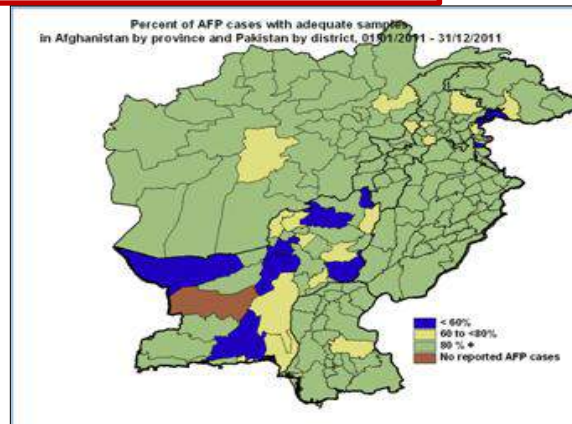 Percent of AFP cases with adequate samples
in Afghanistan by province and Pakistan by district, 01/01/2011 - 31/12/2011
< 60%
60 to <80%
80 % +
No reported AFP cases